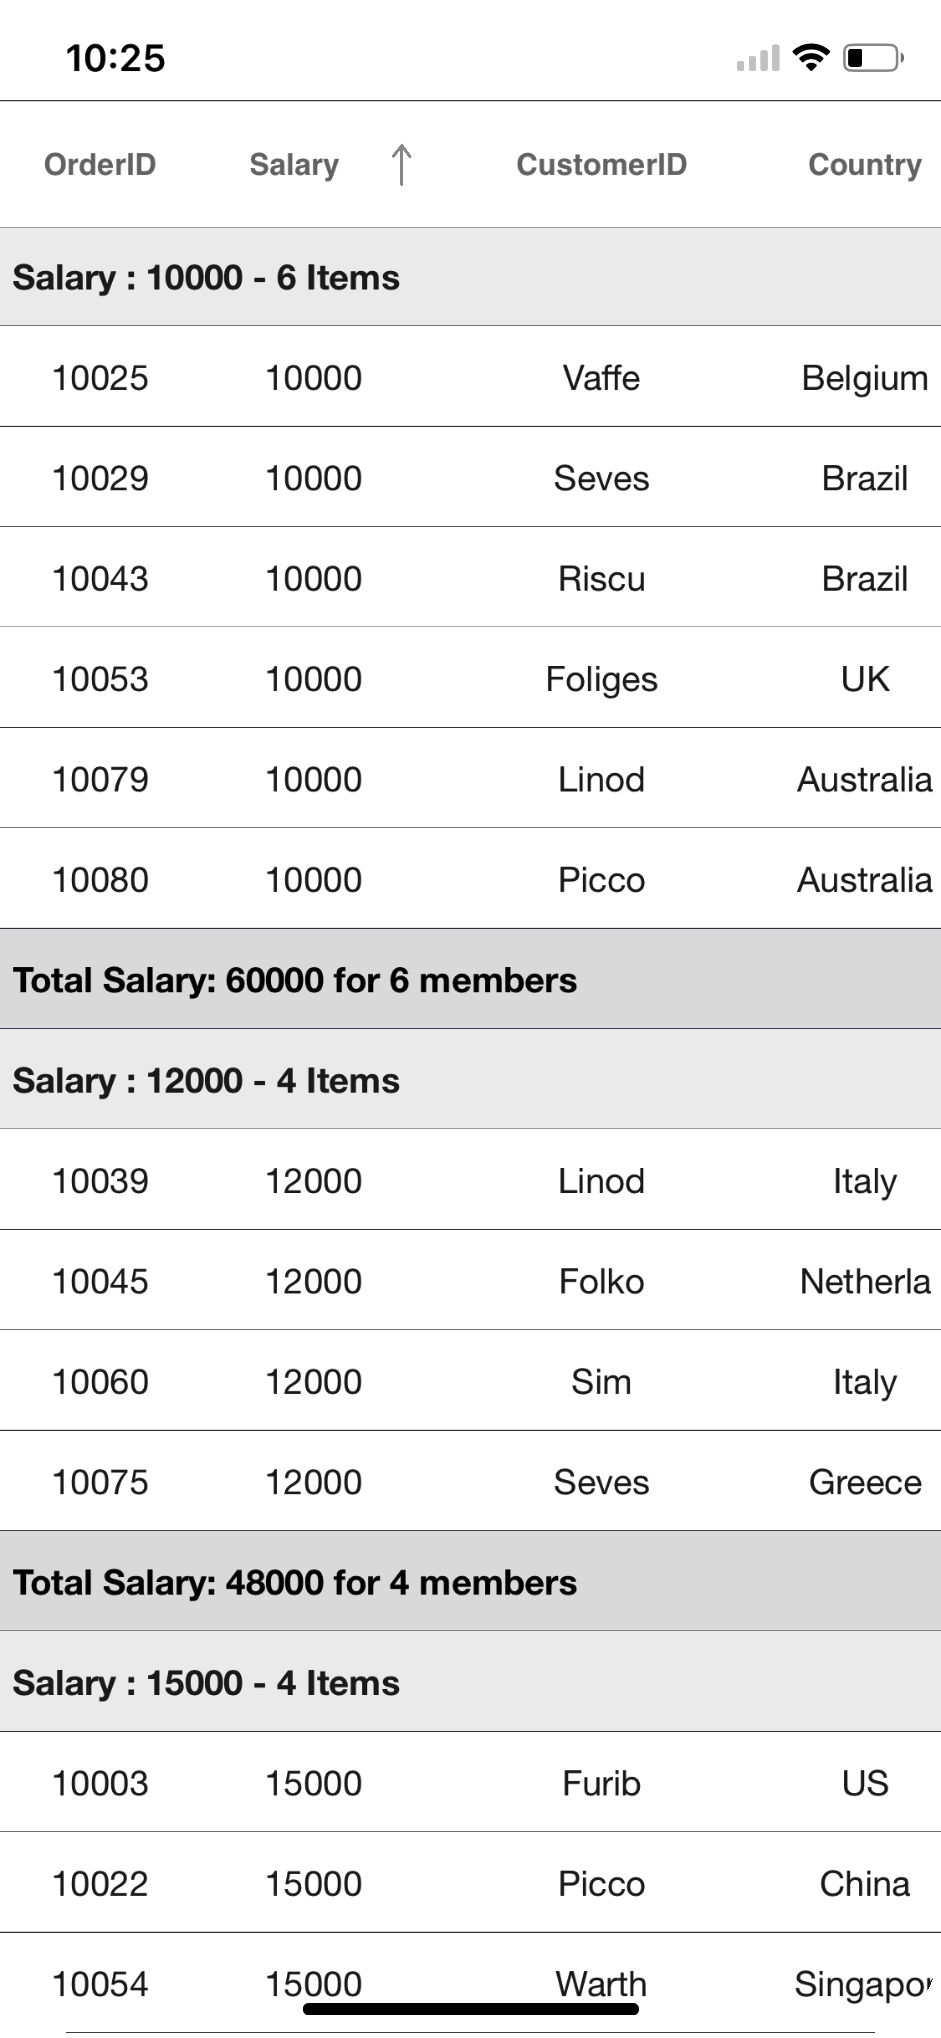 10:25
OrderID Salary ↑ CustomerID Country
Salary : 10000 - 6 Items
10025 10000 Vaffe Belgium
10029 10000 Seves Brazil
10043 10000 Riscu Brazil
10053 10000 Foliges UK
10079 10000 Linod Australia
10080 10000 Picco Australia
Total Salary: 60000 for 6 members
Salary : 12000 - 4 Items
10039 12000 Linod Italy
10045 12000 Folko Netherla
10060 12000 Sim Italy
10075 12000 Seves Greece
Total Salary: 48000 for 4 members
Salary : 15000 - 4 Items
10003 15000 Furib US
10022 15000 Picco China
10054 15000 Warth Singapor